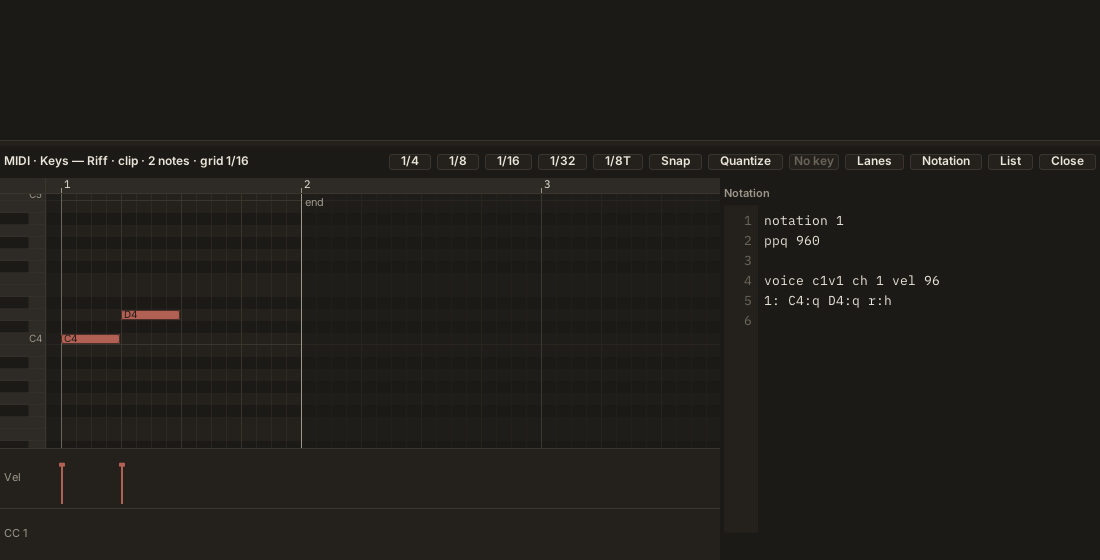 MIDI · Keys — Riff · clip · 2 notes · grid 1/16
1/4 1/8 1/16 1/32 1/8T Snap Quantize No key Lanes Notation List Close
1 2 3
C5
end
D4
C4 C4
Vel
CC 1
Notation
1 notation 1
2 ppq 960
3
4 voice c1v1 ch 1 vel 96
5 1: C4:q D4:q r:h
6